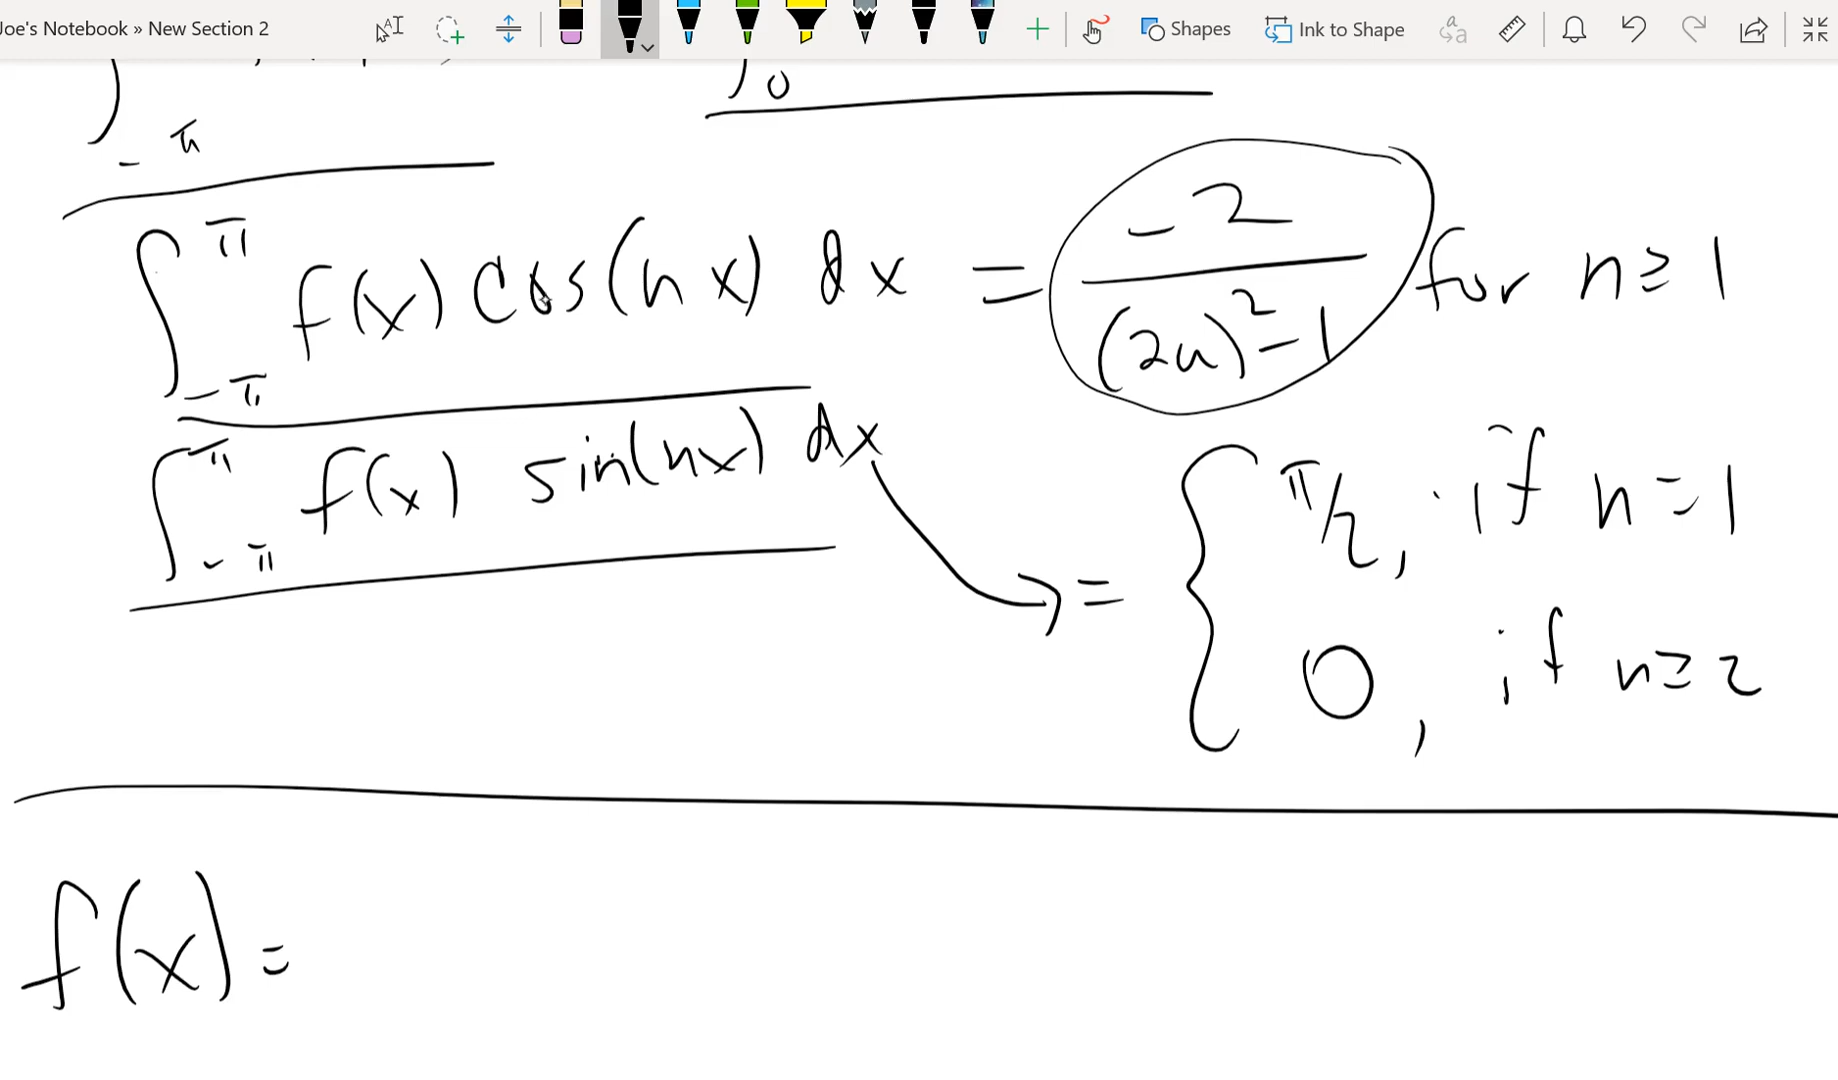 Joe's Notebook » New Section 2 Shapes Ink to Shape
∫₀
-π
∫_{-π}^{π} f(x) cos(nx) dx = -2/((2n)²-1) for n ≥ 1
∫_{-π}^{π} f(x) sin(nx) dx
= { π/2, if n=1
0, if n≥2
f(x)=